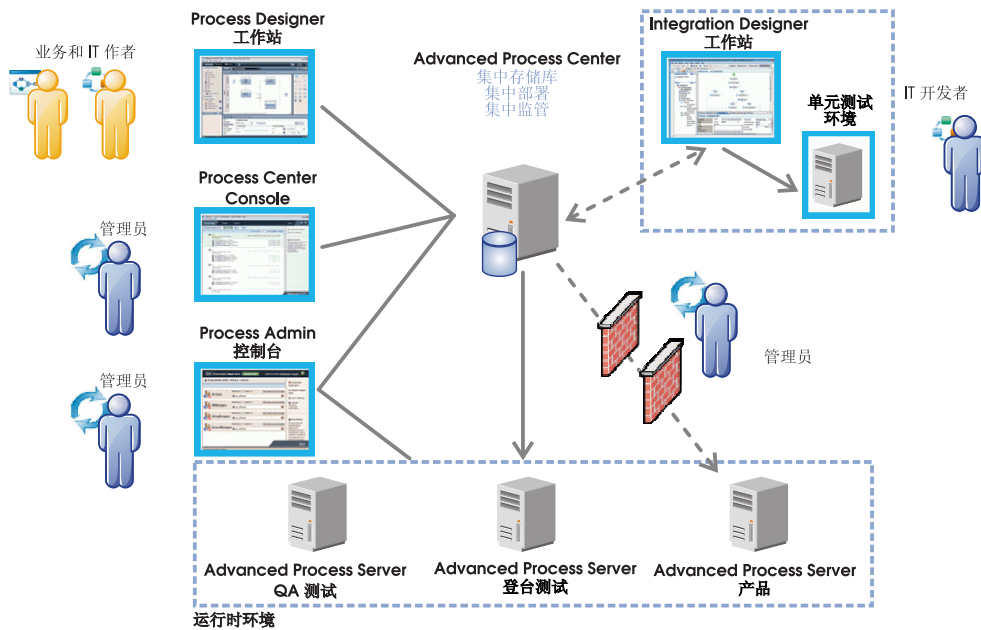 Process Designer
工作站
业务和 IT 作者
Advanced Process Center
集中存储库
集中部署
集中监管
Integration Designer
工作站
单元测试
环境
IT 开发者
Process Center
Console
管理员
Process Admin
控制台
管理员
管理员
Advanced Process Server
QA 测试
Advanced Process Server
登台测试
Advanced Process Server
产品
运行时环境